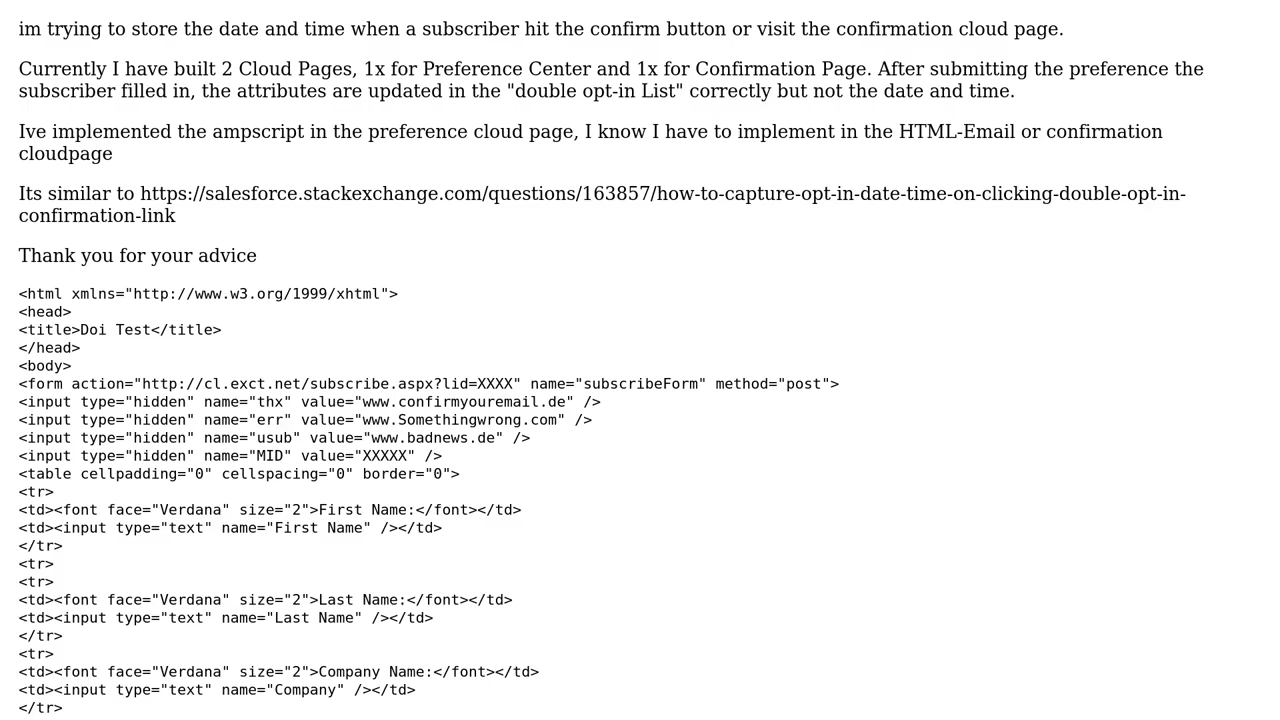 im trying to store the date and time when a subscriber hit the confirm button or visit the confirmation cloud page.
Currently I have built 2 Cloud Pages, 1x for Preference Center and 1x for Confirmation Page. After submitting the preference the
subscriber filled in, the attributes are updated in the "double opt-in List" correctly but not the date and time.
Ive implemented the ampscript in the preference cloud page, I know I have to implement in the HTML-Email or confirmation
cloudpage
Its similar to https://salesforce.stackexchange.com/questions/163857/how-to-capture-opt-in-date-time-on-clicking-double-opt-in-
confirmation-link
Thank you for your advice
<html xmlns="http://www.w3.org/1999/xhtml">
<head>
<title>Doi Test</title>
</head>
<body>
<form action="http://cl.exct.net/subscribe.aspx?lid=XXXX" name="subscribeForm" method="post">
<input type="hidden" name="thx" value="www.confirmyouremail.de" />
<input type="hidden" name="err" value="www.Somethingwrong.com" />
<input type="hidden" name="usub" value="www.badnews.de" />
<input type="hidden" name="MID" value="XXXXX" />
<table cellpadding="0" cellspacing="0" border="0">
<tr>
<td><font face="Verdana" size="2">First Name:</font></td>
<td><input type="text" name="First Name" /></td>
</tr>
<tr>
<tr>
<td><font face="Verdana" size="2">Last Name:</font></td>
<td><input type="text" name="Last Name" /></td>
</tr>
<tr>
<td><font face="Verdana" size="2">Company Name:</font></td>
<td><input type="text" name="Company" /></td>
</tr>